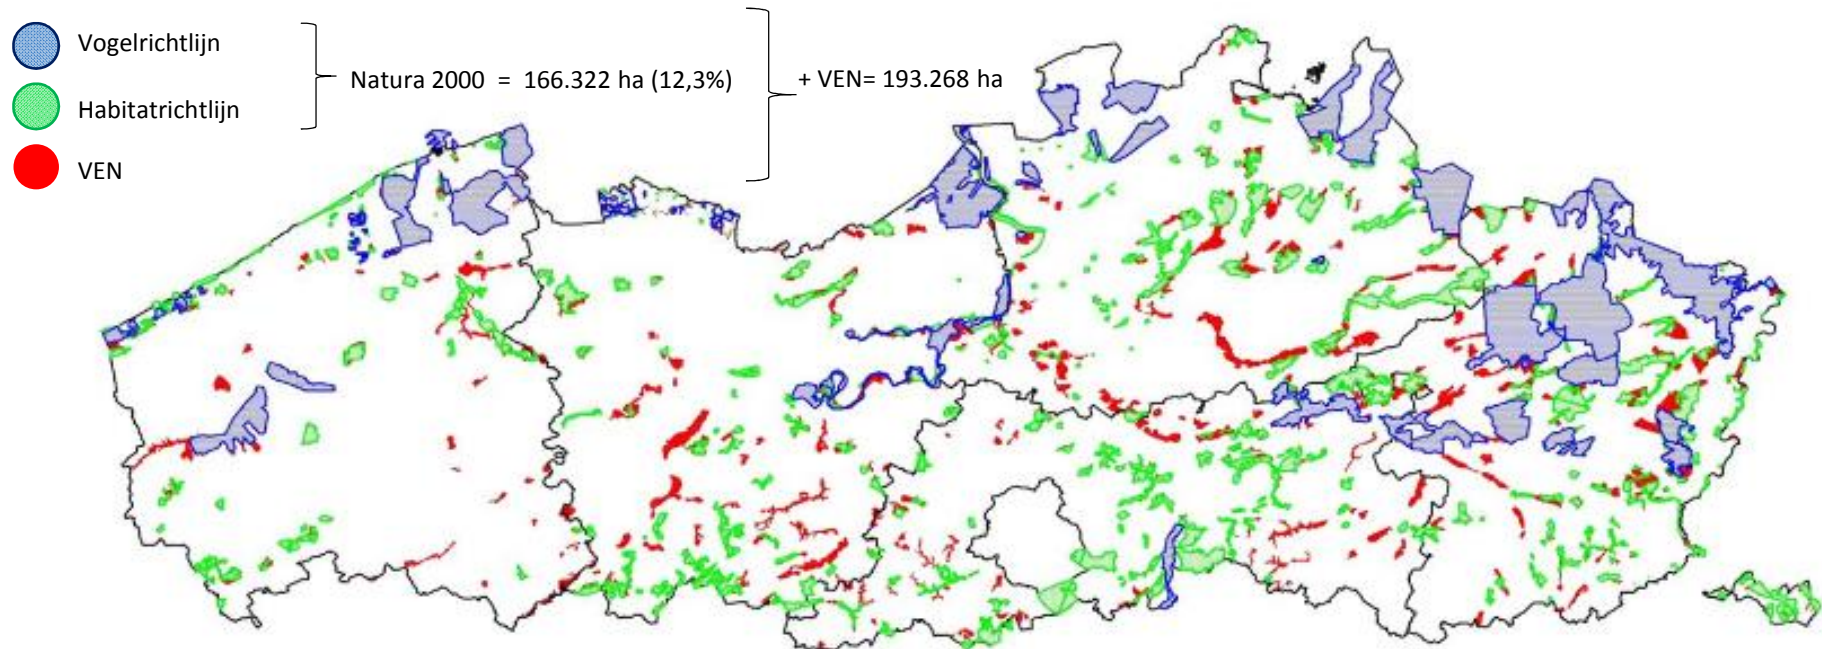 Vogelrichtlijn
Habitatrichtlijn
VEN
Natura 2000 = 166.322 ha (12,3%)
+ VEN= 193.268 ha